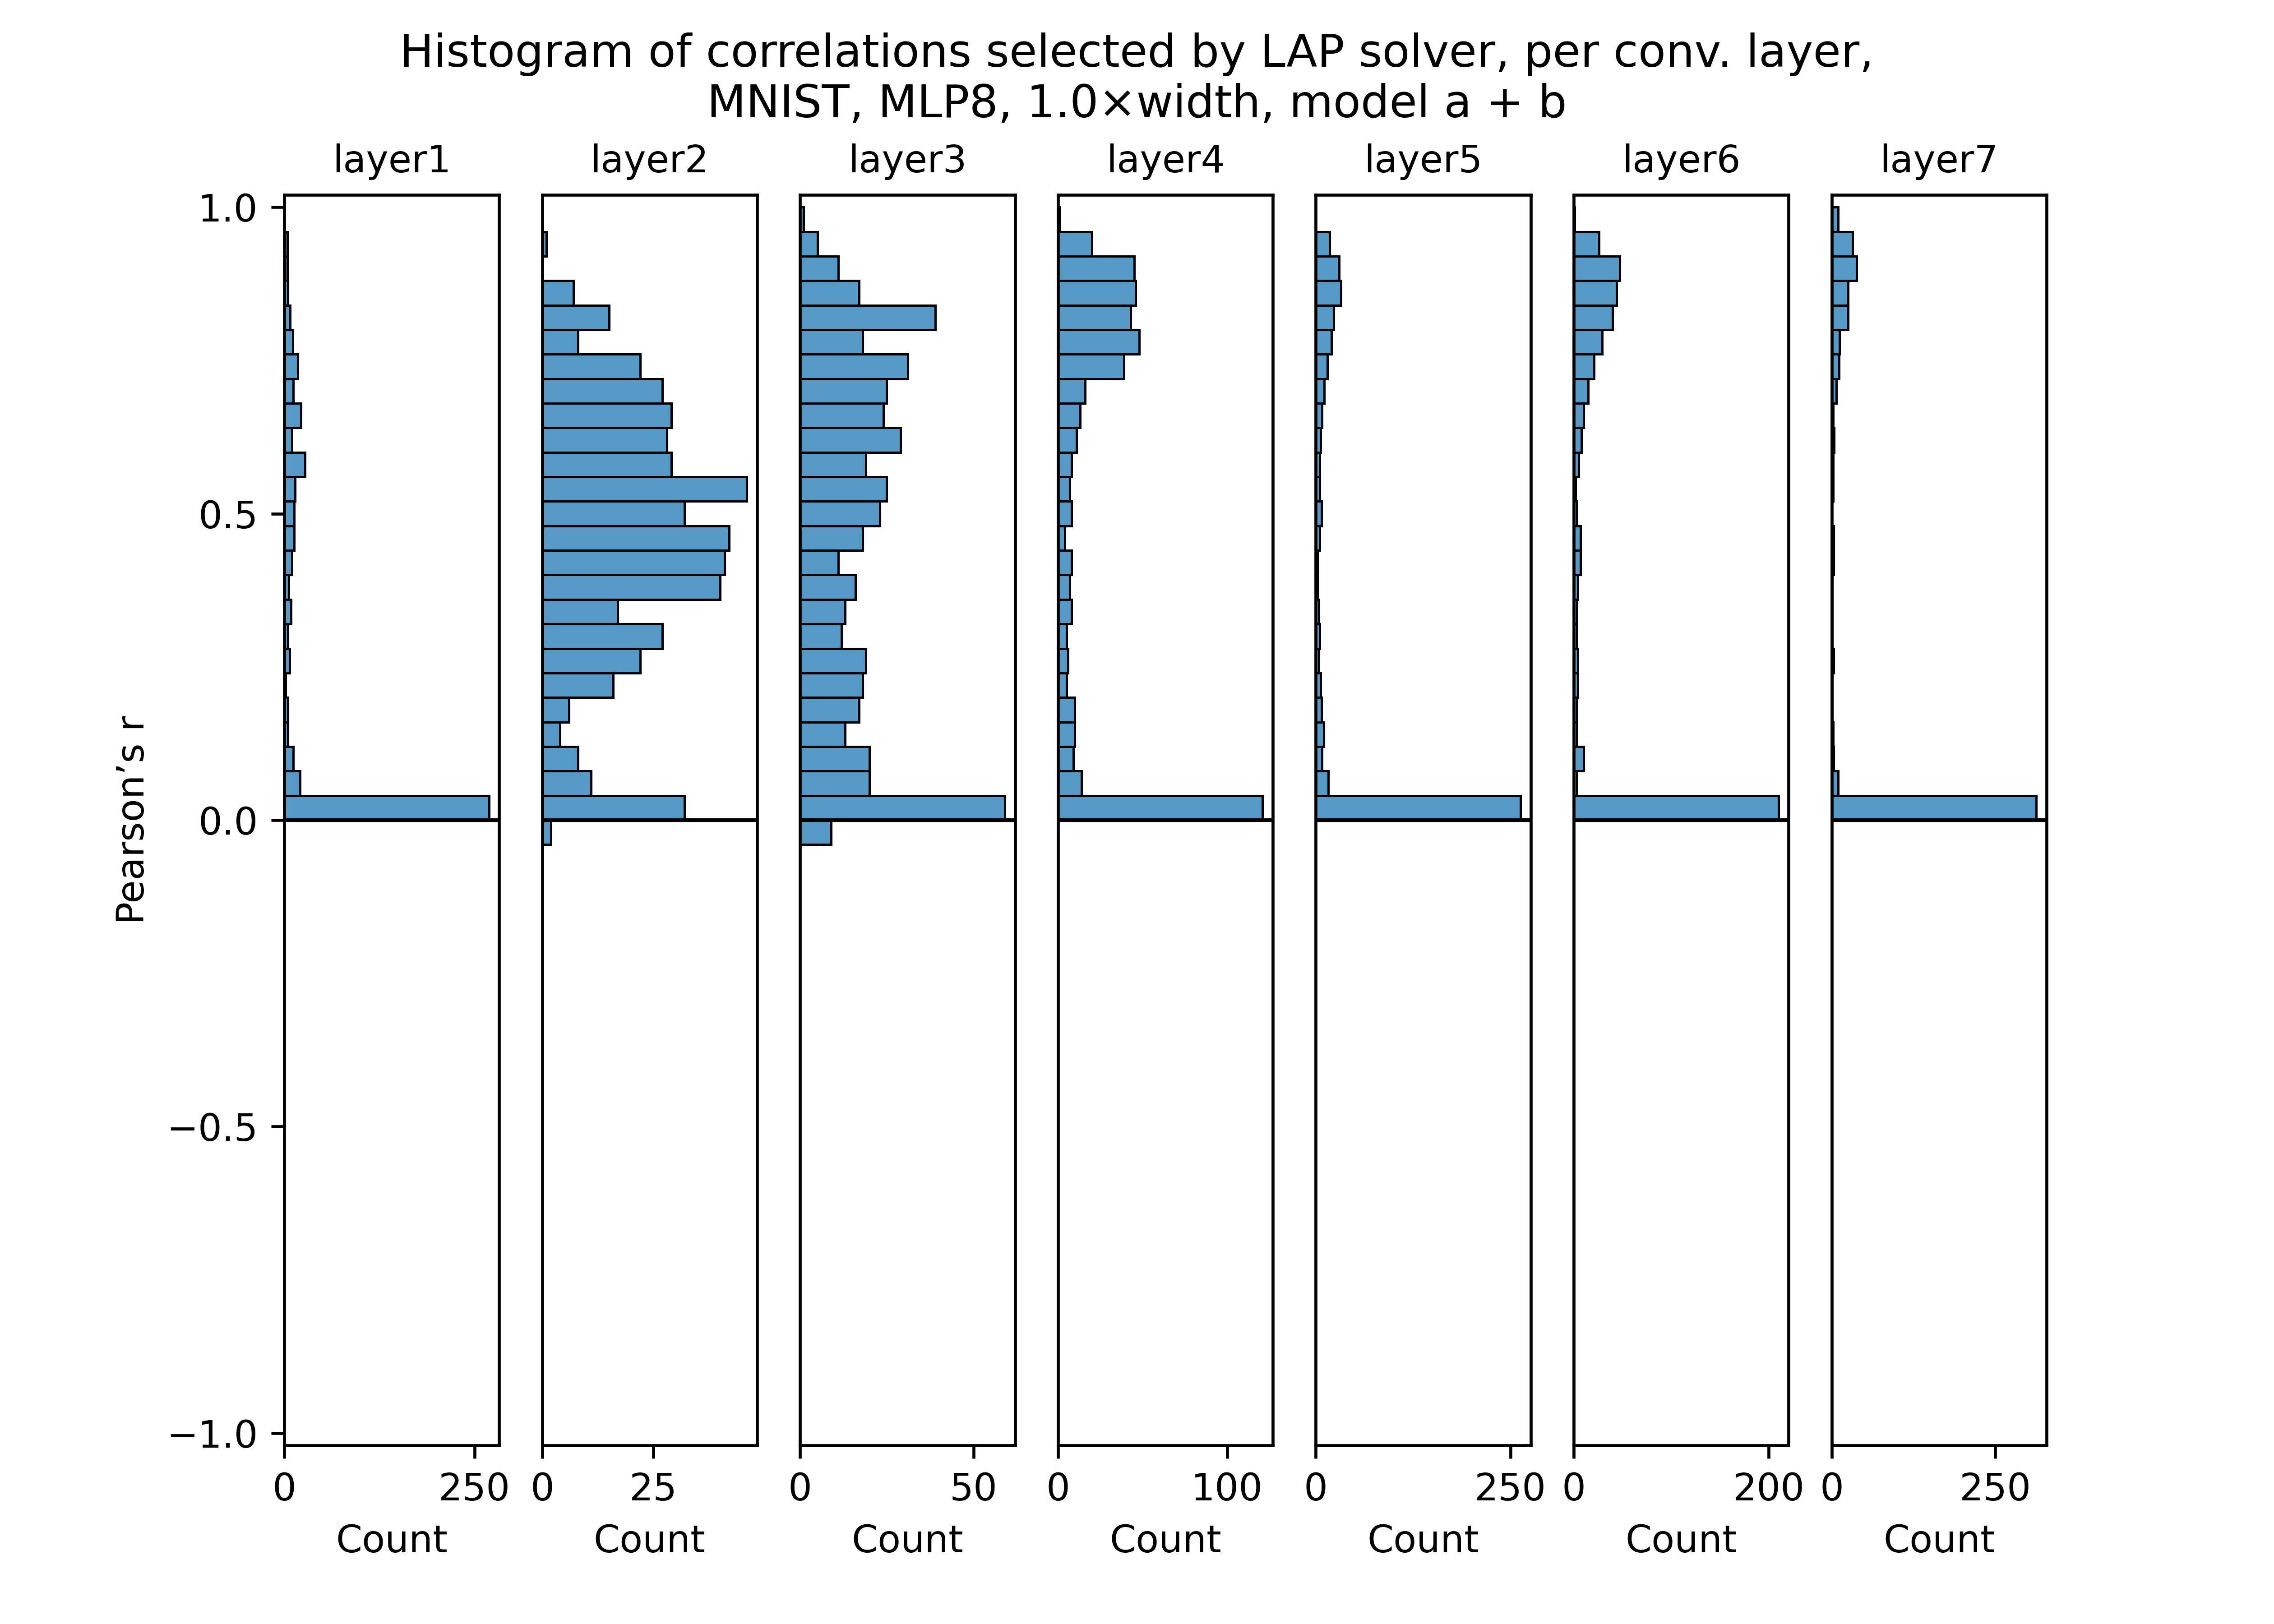 Histogram of correlations selected by LAP solver, per conv. layer,
MNIST, MLP8, 1.0×width, model a + b
layer1 layer2 layer3 layer4 layer5 layer6 layer7
1.0
0.5
0.0
−0.5
−1.0
Pearson’s r
0 250 0 25 0 50 0 100 0 250 0 200 0 250
Count Count Count Count Count Count Count